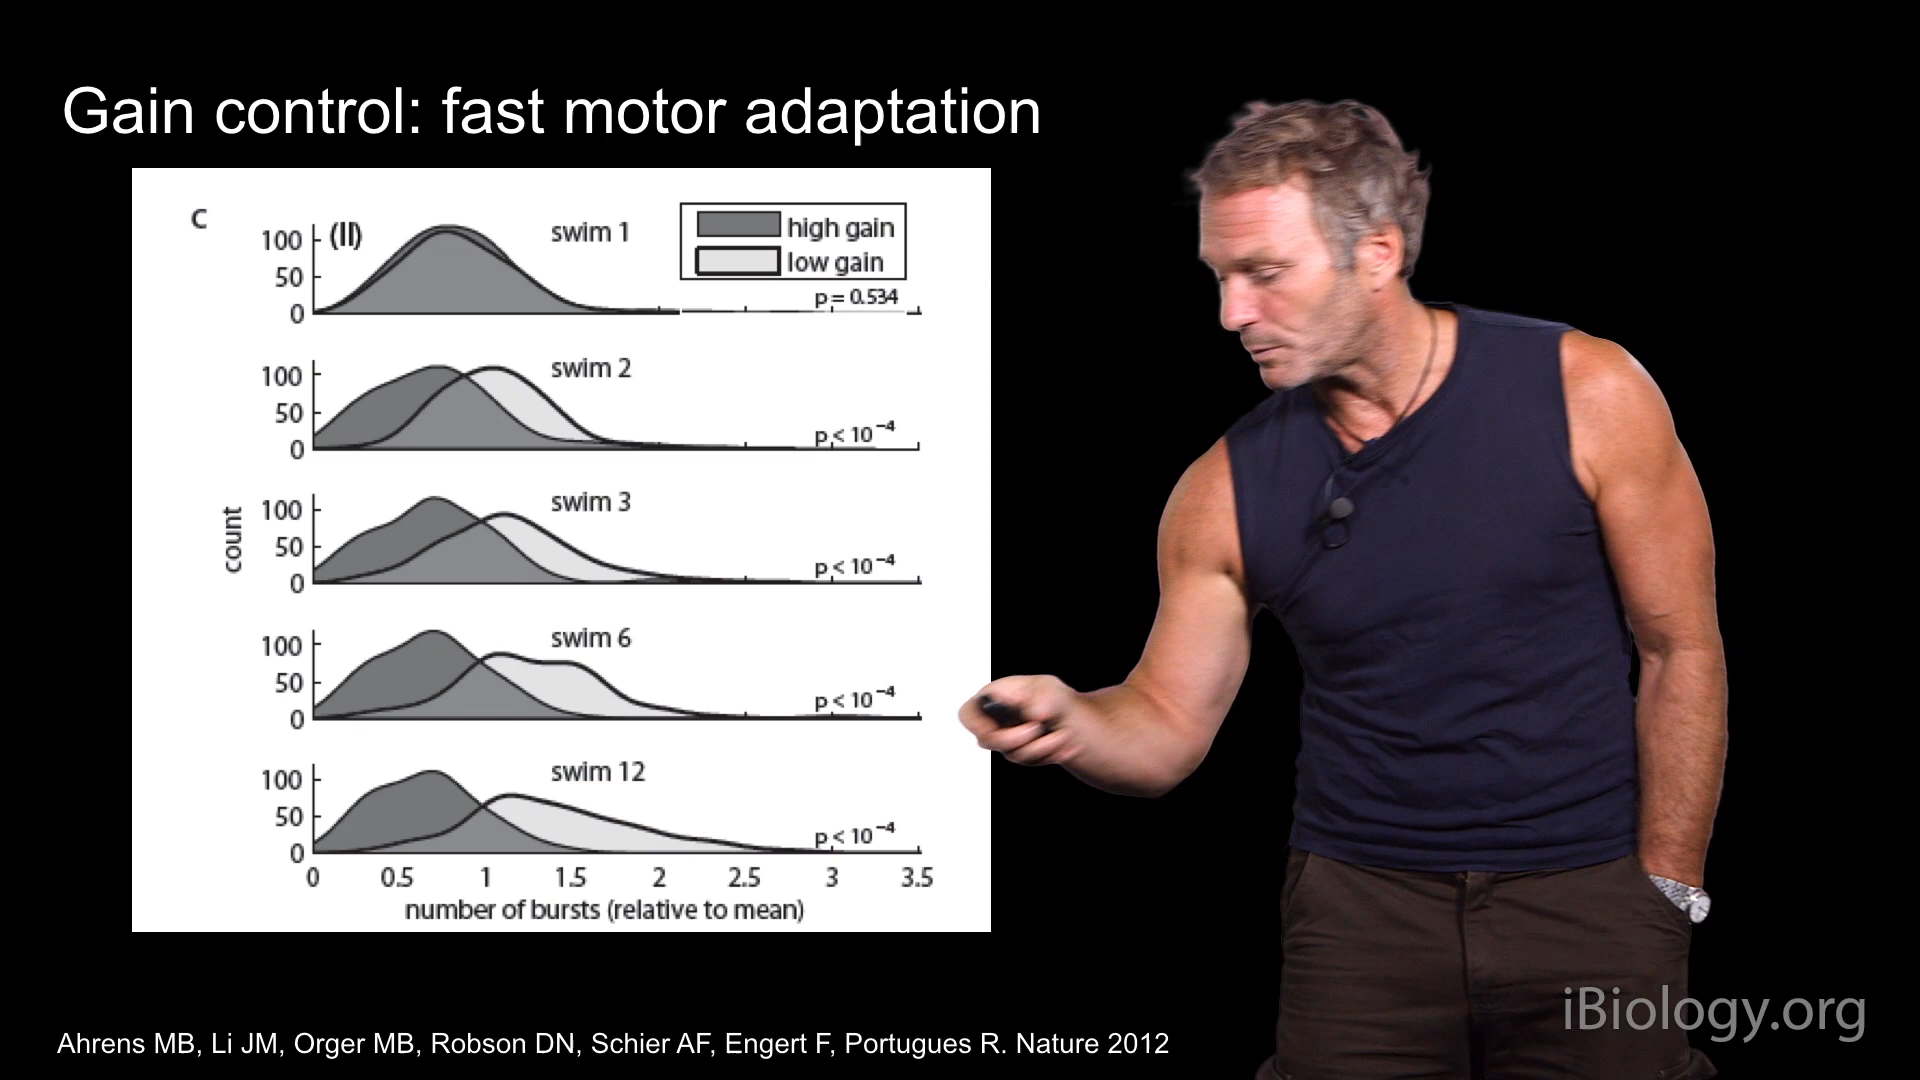 Gain control: fast motor adaptation
C
(II)
swim 1
high gain
low gain
p = 0.534
100
50
0
swim 2
100
50
0
p < 10⁻⁴
swim 3
100
50
0
p < 10⁻⁴
count
swim 6
100
50
0
p < 10⁻⁴
swim 12
100
50
0
p < 10⁻⁴
0 0.5 1 1.5 2 2.5 3 3.5
number of bursts (relative to mean)
iBiology.org
Ahrens MB, Li JM, Orger MB, Robson DN, Schier AF, Engert F, Portugues R. Nature 2012